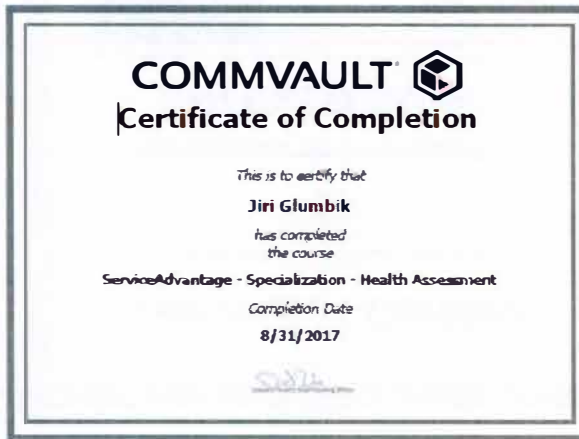 COMMVAULT
Certificate of Completion
This is to certify that
Jiri Glumbik
has completed
the course
ServiceAdvantage - Specialization - Health Assessment
Completion Date
8/31/2017